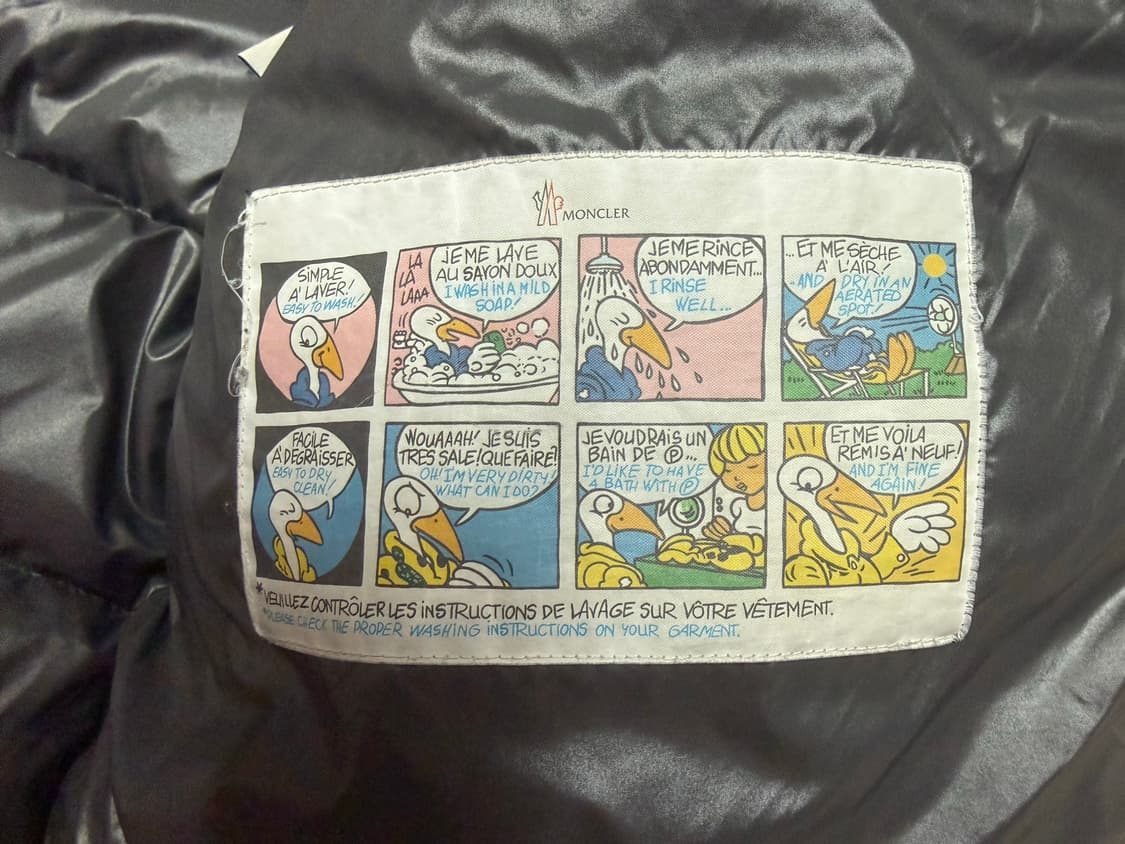 MONCLER
SIMPLE
A' LAVER!
EASY TO WASH!
LA
LA
LAAA
JE ME LAVE
AU SAVON DOUX
I WASH IN A MILD
SOAP!
JE ME RINCE
ABONDAMMENT...
I RINSE
WELL...
...ET ME SÈCHE
A' L'AIR!
..AND DRY IN AN
AERATED
SPOT!
FACILE
A' DÉGRAISSER
EASY TO DRY
CLEAN!
WOUAAAH! JE SUIS
TRES SALE! QUE FAIRE?!
OH! I'M VERY DIRTY!
WHAT CAN I DO?
JE VOUDRAIS UN
BAIN DE Ⓟ...
I'D LIKE TO HAVE
A BATH WITH Ⓟ
ET ME VOILA
REMIS A' NEUF!
AND I'M FINE
AGAIN!
*VEUILLEZ CONTRÔLER LES iNSTRUCTIONS DE LAVAGE SUR VÔTRE VÊTEMENT.
*PLEASE CHECK THE PROPER WASHING iNSTRUCTIONS ON YOUR GARMENT.